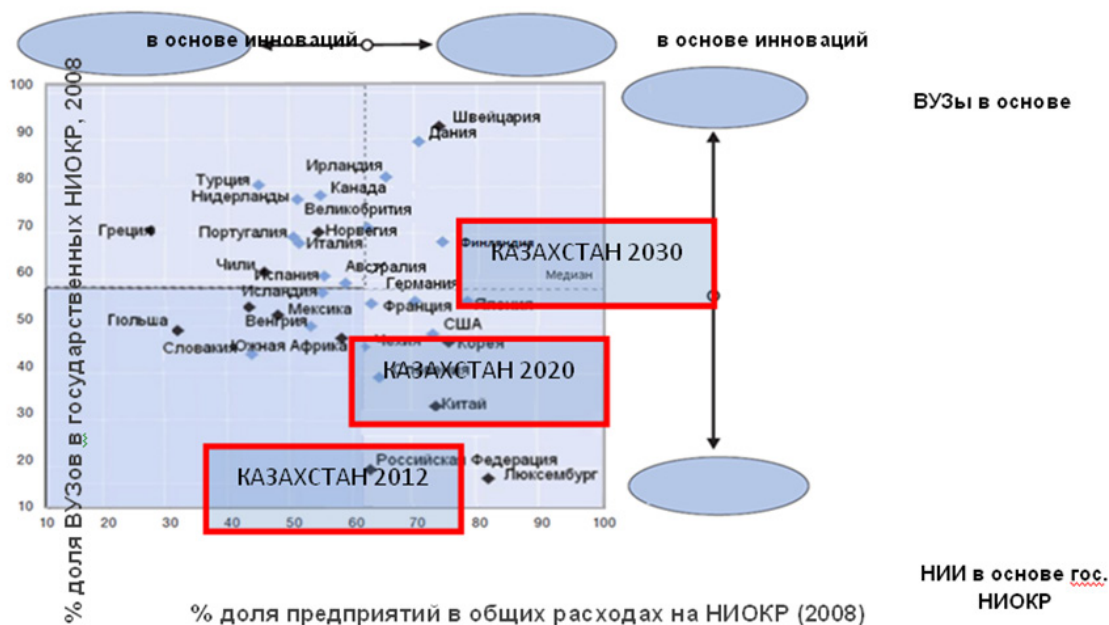 в основе инноваций
в основе инноваций
ВУЗы в основе
% доля ВУЗов в государственных НИОКР, 2008
100
90
80
70
60
50
40
30
20
10
Швейцария
Дания
Ирландия
Турция
Канада
Нидерланды
Великобрития
Греция
Португалия
Норвегия
Италия
Финляндия
КАЗАХСТАН 2030
Чили
Испания
Австралия
Медиан
Германия
Исландия
Франция
Япония
Мексика
Гюльша
Венгрия
США
Словакия
Южная Африка
Чехия
Корея
КАЗАХСТАН 2020
Китай
Российская Федерация
КАЗАХСТАН 2012
Люксембург
10 20 30 40 50 60 70 80 90 100
НИИ в основе гос.
НИОКР
% доля предприятий в общих расходах на НИОКР (2008)